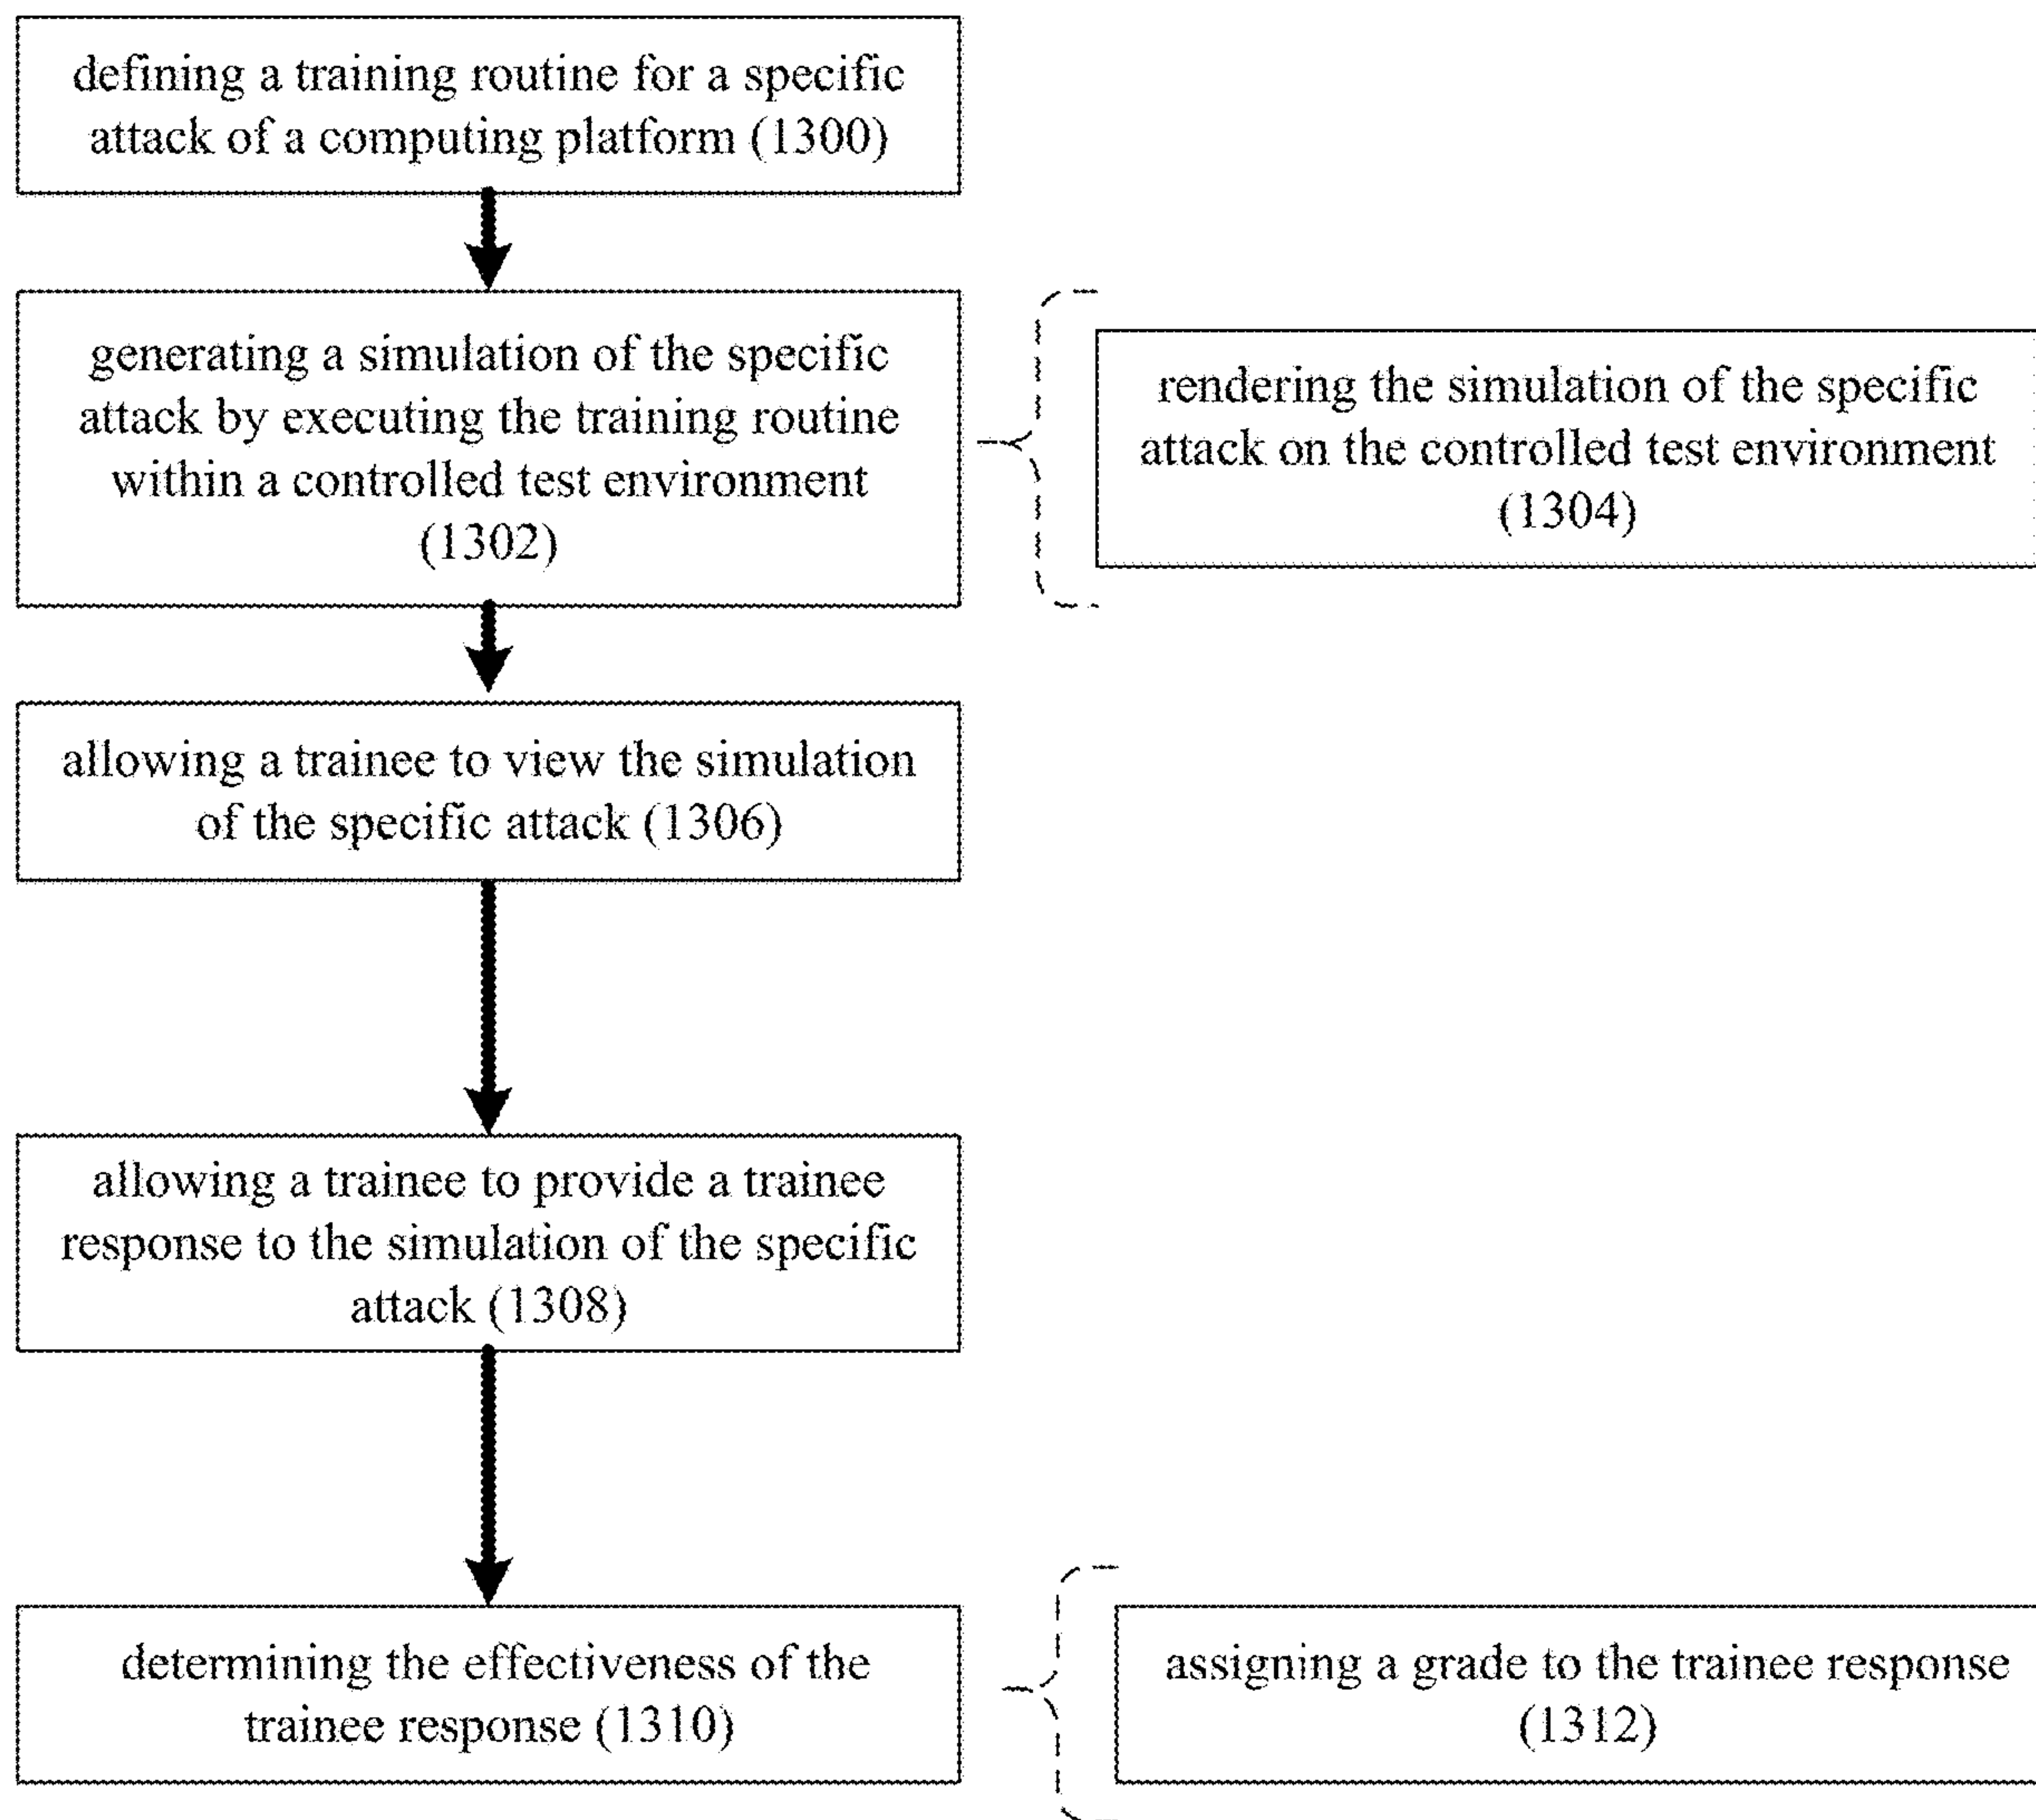 defining a training routine for a specific
attack of a computing platform (1300)
generating a simulation of the specific
attack by executing the training routine
within a controlled test environment
(1302)
rendering the simulation of the specific
attack on the controlled test environment
(1304)
allowing a trainee to view the simulation
of the specific attack (1306)
allowing a trainee to provide a trainee
response to the simulation of the specific
attack (1308)
determining the effectiveness of the
trainee response (1310)
assigning a grade to the trainee response
(1312)